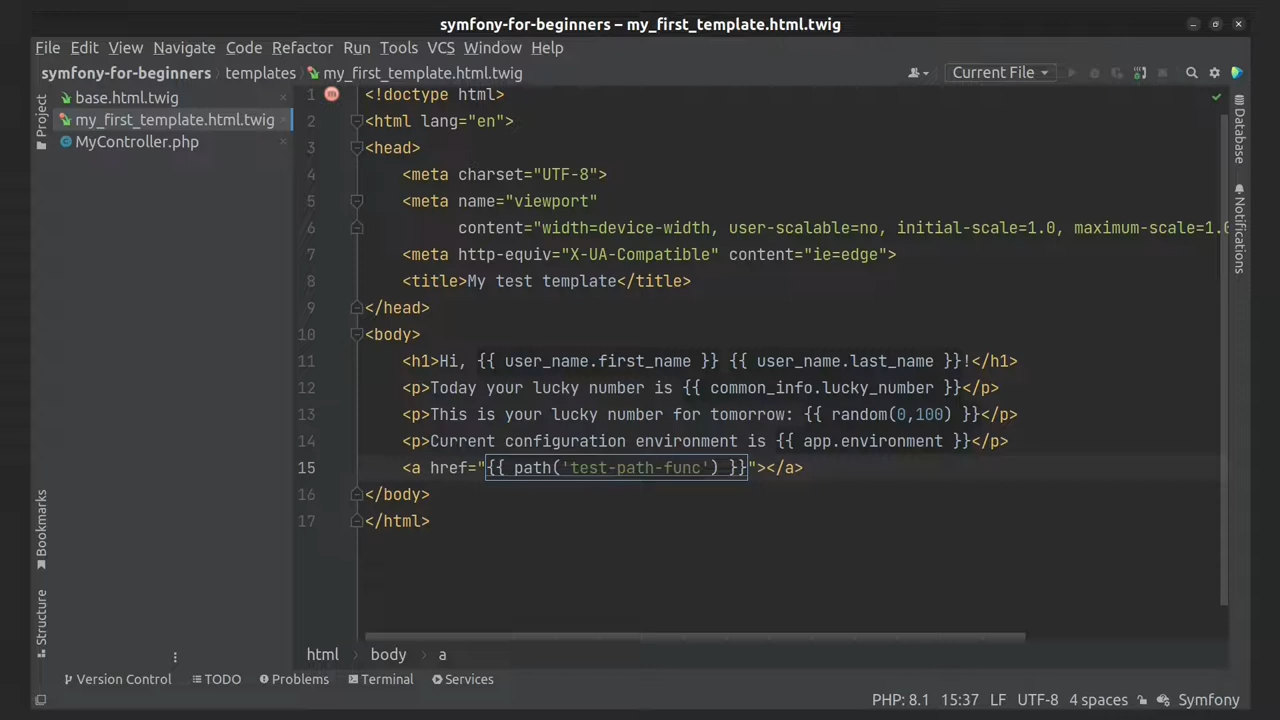 symfony-for-beginners – my_first_template.html.twig
File Edit View Navigate Code Refactor Run Tools VCS Window Help
symfony-for-beginners templates my_first_template.html.twig
Current File
Project
base.html.twig
my_first_template.html.twig
MyController.php
1 <!doctype html>
2 <html lang="en">
3 <head>
4 <meta charset="UTF-8">
5 <meta name="viewport"
6 content="width=device-width, user-scalable=no, initial-scale=1.0, maximum-scale=1.0
7 <meta http-equiv="X-UA-Compatible" content="ie=edge">
8 <title>My test template</title>
9 </head>
10 <body>
11 <h1>Hi, {{ user_name.first_name }} {{ user_name.last_name }}!</h1>
12 <p>Today your lucky number is {{ common_info.lucky_number }}</p>
13 <p>This is your lucky number for tomorrow: {{ random(0,100) }}</p>
14 <p>Current configuration environment is {{ app.environment }}</p>
15 <a href="{{ path('test-path-func') }}"></a>
16 </body>
17 </html>
Database
Notifications
Bookmarks
Structure
html body a
Version Control TODO Problems Terminal Services
PHP: 8.1 15:37 LF UTF-8 4 spaces Symfony